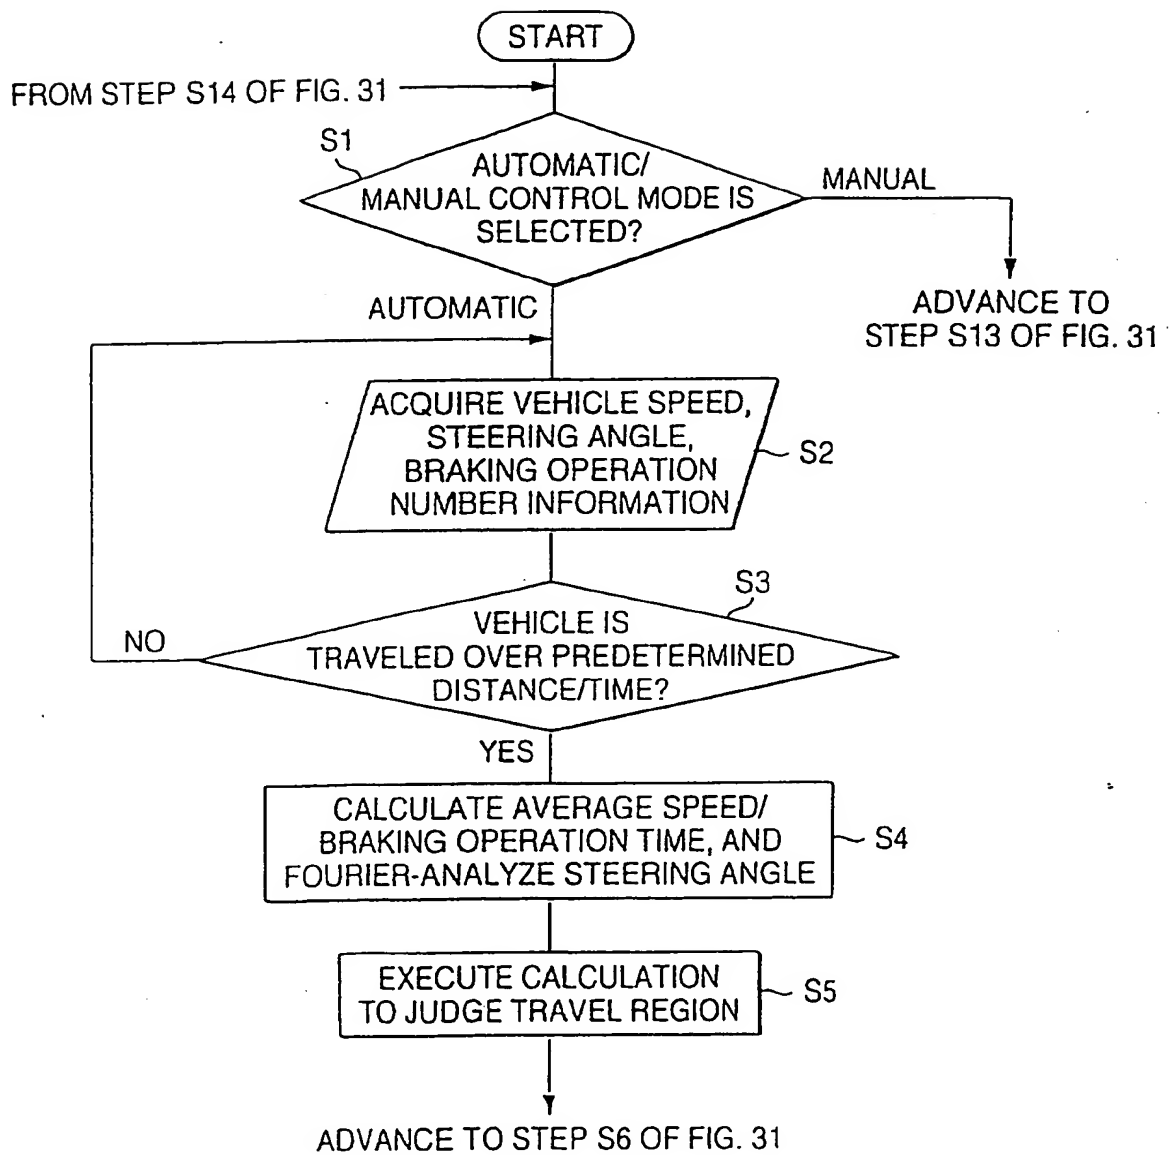 START
FROM STEP S14 OF FIG. 31
S1
AUTOMATIC/
MANUAL CONTROL MODE IS
SELECTED?
MANUAL
ADVANCE TO
STEP S13 OF FIG. 31
AUTOMATIC
ACQUIRE VEHICLE SPEED,
STEERING ANGLE,
BRAKING OPERATION
NUMBER INFORMATION
S2
S3
VEHICLE IS
TRAVELED OVER PREDETERMINED
DISTANCE/TIME?
NO
YES
CALCULATE AVERAGE SPEED/
BRAKING OPERATION TIME, AND
FOURIER-ANALYZE STEERING ANGLE
S4
EXECUTE CALCULATION
TO JUDGE TRAVEL REGION
S5
ADVANCE TO STEP S6 OF FIG. 31